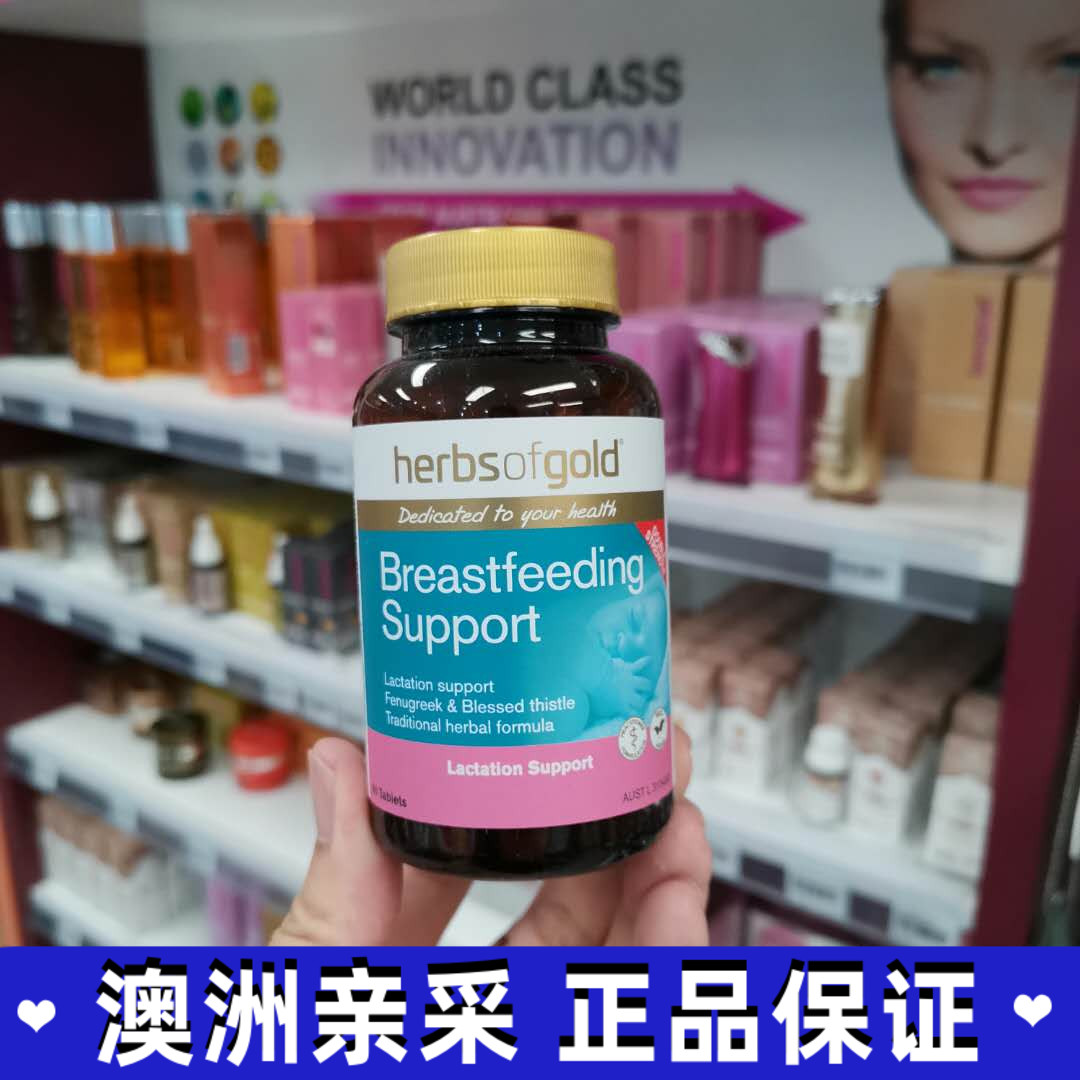 WORLD CLASS
INNOVATION
herbsofgold®
Dedicated to your health
Breastfeeding
Support
Lactation support
Fenugreek & Blessed thistle
Traditional herbal formula
Lactation Support
Tablets
AUST L
❤ 澳洲亲采 正品保证 ❤